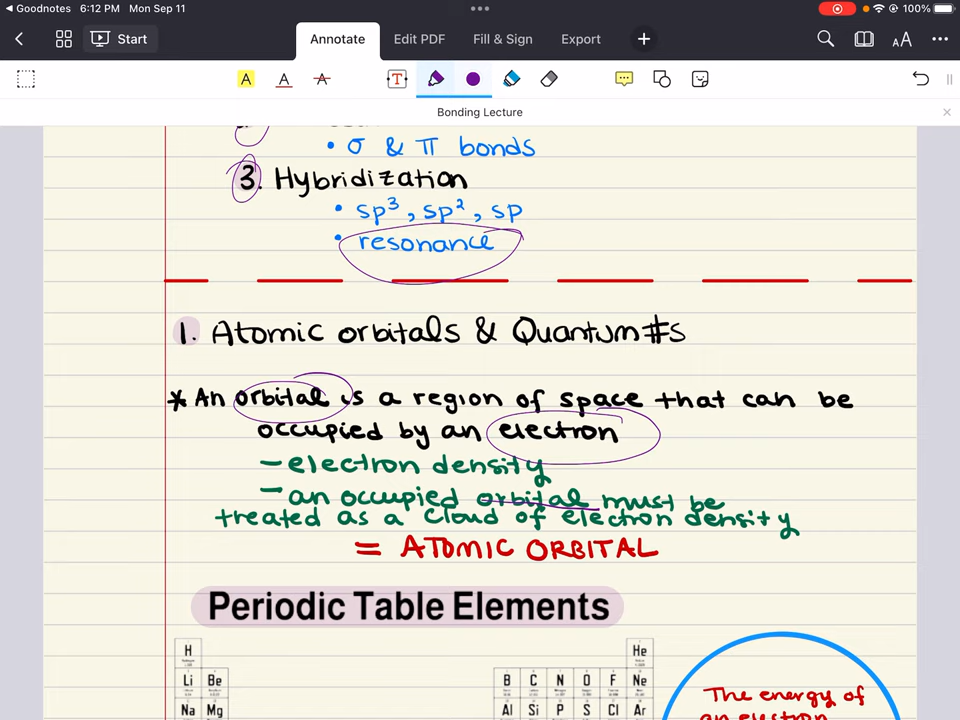 Goodnotes 6:12 PM Mon Sep 11 100%
Start Annotate Edit PDF Fill & Sign Export
Bonding Lecture
• σ & π bonds
3. Hybridization
• sp³, sp², sp
• resonance
1. Atomic orbitals & Quantum #s
* An orbital is a region of space that can be
occupied by an electron
- electron density
- an occupied orbital must be
treated as a cloud of electron density
= ATOMIC ORBITAL
Periodic Table Elements
H He
Li Be B C N O F Ne
Na Mg Al Si P S Cl Ar
The energy of
an electron